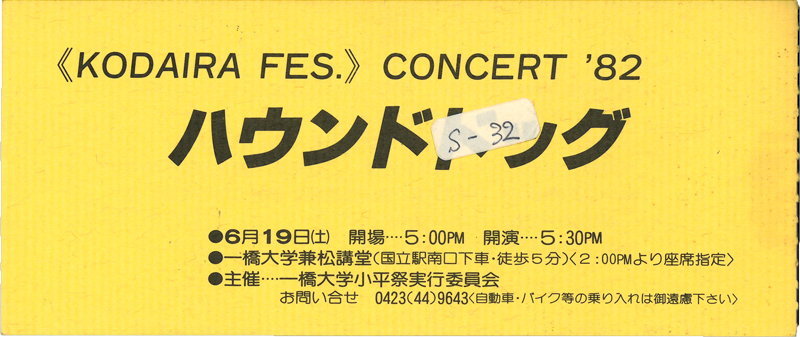 《KODAIRA FES.》 CONCERT '82
ハウンドドッグ
S-32
●6月19日(土) 開場‥‥5:00PM 開演‥‥5:30PM
●一橋大学兼松講堂(国立駅南口下車・徒歩5分)〈2:00PMより座席指定〉
●主催‥‥一橋大学小平祭実行委員会
お問い合せ 0423(44)9643〈自動車・バイク等の乗り入れは御遠慮下さい〉